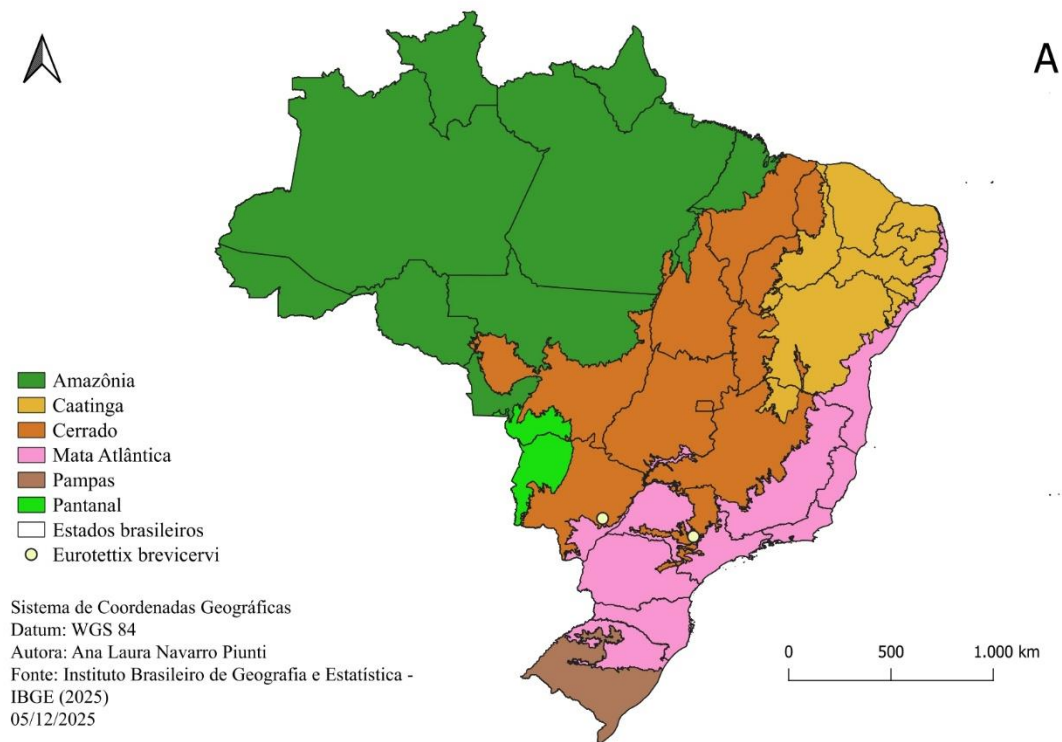 A
Amazônia
Caatinga
Cerrado
Mata Atlântica
Pampas
Pantanal
Estados brasileiros
Eurotettix brevicervi
Sistema de Coordenadas Geográficas
Datum: WGS 84
Autora: Ana Laura Navarro Piunti
Fonte: Instituto Brasileiro de Geografia e Estatística -
IBGE (2025)
05/12/2025
0 500 1.000 km